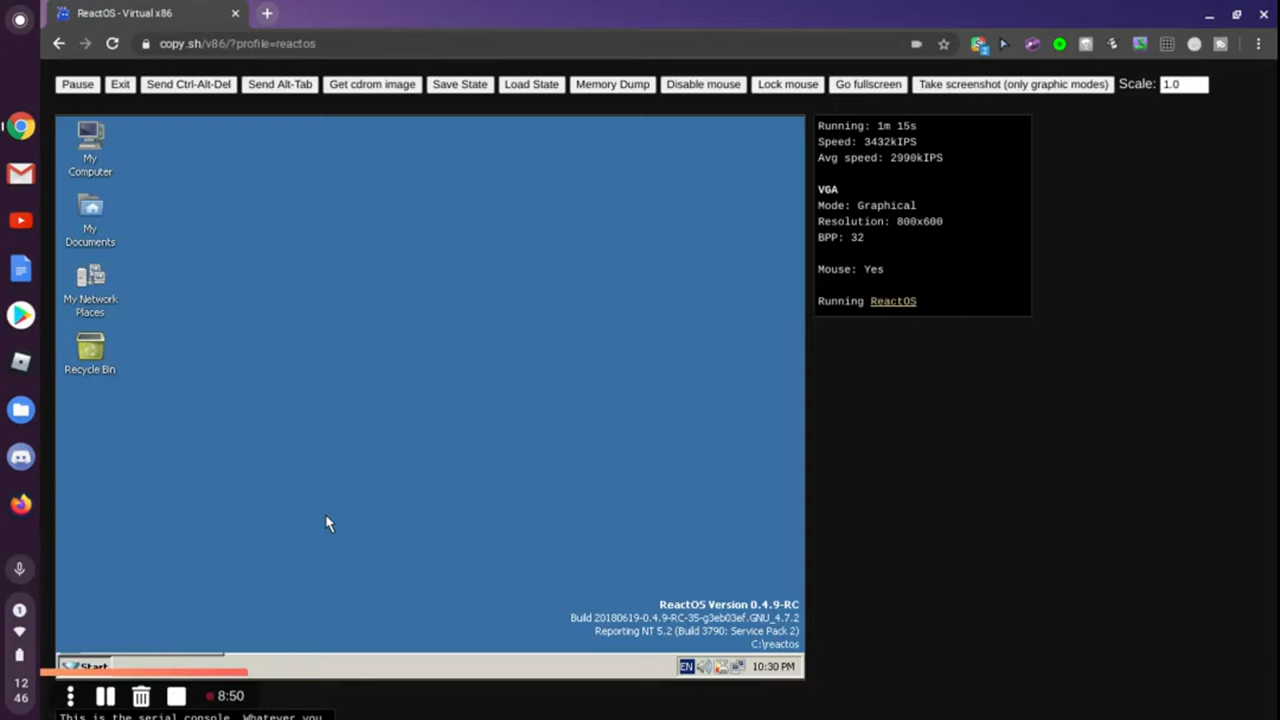 ReactOS - Virtual x86
copy.sh/v86/?profile=reactos
Pause Exit Send Ctrl-Alt-Del Send Alt-Tab Get cdrom image Save State Load State Memory Dump Disable mouse Lock mouse Go fullscreen Take screenshot (only graphic modes) Scale: 1.0
My
Computer
My
Documents
My Network
Places
Recycle Bin
Running: 1m 15s
Speed: 3432kIPS
Avg speed: 2990kIPS
VGA
Mode: Graphical
Resolution: 800x600
BPP: 32
Mouse: Yes
Running ReactOS
ReactOS Version 0.4.9-RC
Build 20180619-0.4.9-RC-35-g3eb03ef.GNU_4.7.2
Reporting NT 5.2 (Build 3790: Service Pack 2)
C:\reactos
Start
EN 10:30 PM
8:50
This is the serial console. Whatever you
1
12
46
2